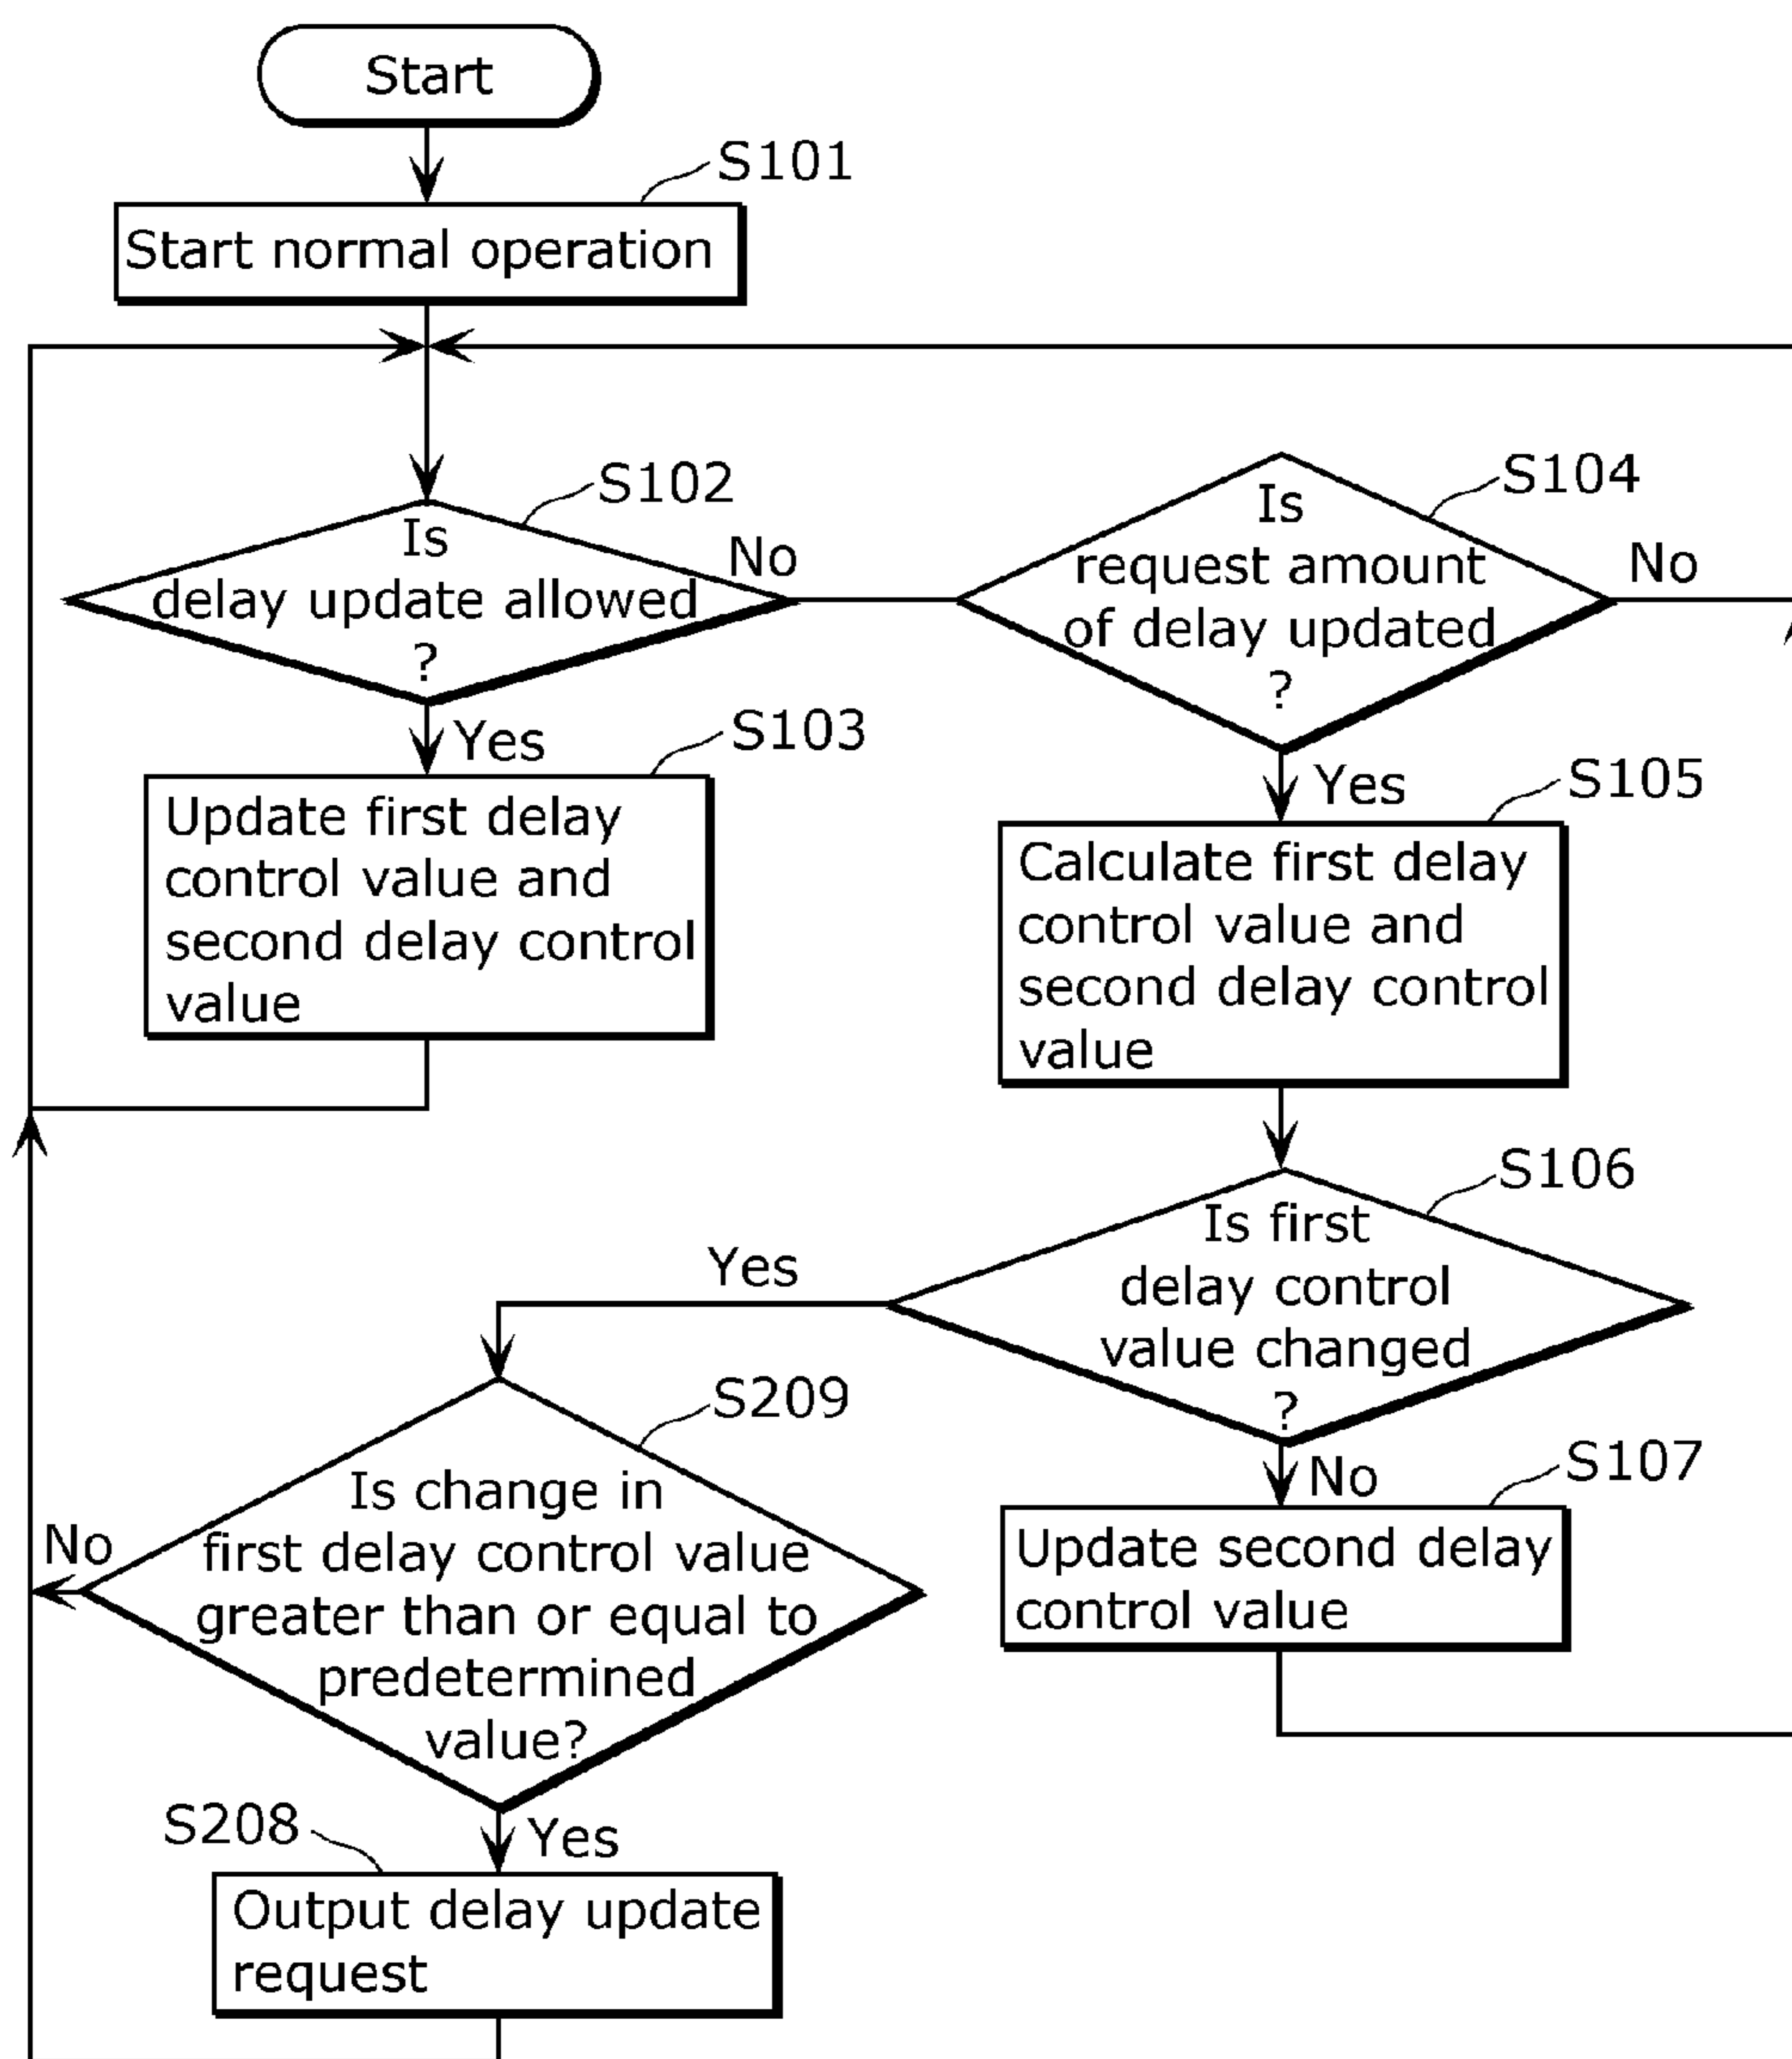 Start
S101
Start normal operation
S102
Is
delay update allowed
?
No
Yes
S103
Update first delay
control value and
second delay control
value
S104
Is
request amount
of delay updated
?
No
Yes
S105
Calculate first delay
control value and
second delay control
value
S106
Is first
delay control
value changed
?
Yes
No
S107
Update second delay
control value
S209
Is change in
first delay control value
greater than or equal to
predetermined
value?
No
Yes
S208
Output delay update
request